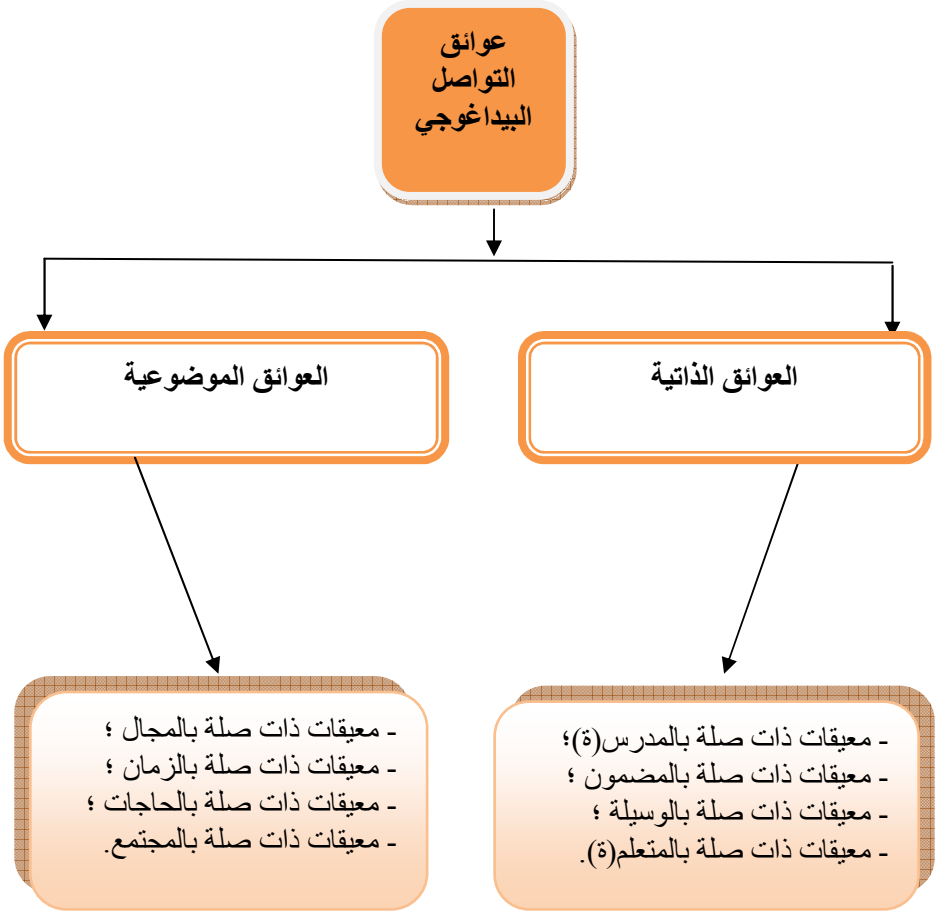 عوائق
التواصل
البيداغوجي
العوائق الذاتية
العوائق الموضوعية
- معيقات ذات صلة بالمدرس(ة)؛
- معيقات ذات صلة بالمضمون ؛
- معيقات ذات صلة بالوسيلة ؛
- معيقات ذات صلة بالمتعلم(ة).
- معيقات ذات صلة بالمجال ؛
- معيقات ذات صلة بالزمان ؛
- معيقات ذات صلة بالحاجات ؛
- معيقات ذات صلة بالمجتمع.